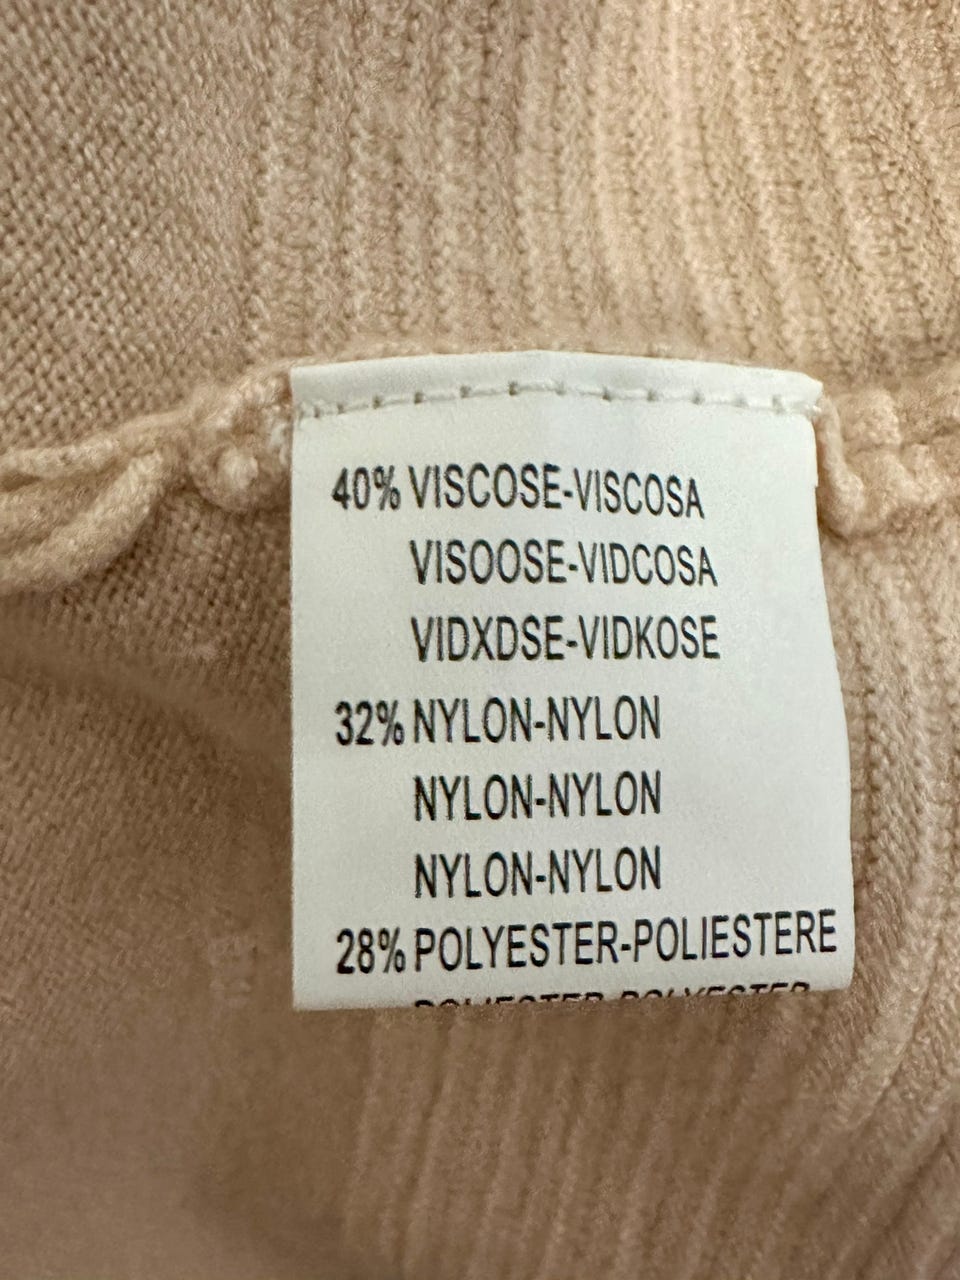 40% VISCOSE-VISCOSA
VISOOSE-VIDCOSA
VIDXDSE-VIDKOSE
32% NYLON-NYLON
NYLON-NYLON
NYLON-NYLON
28% POLYESTER-POLIESTERE